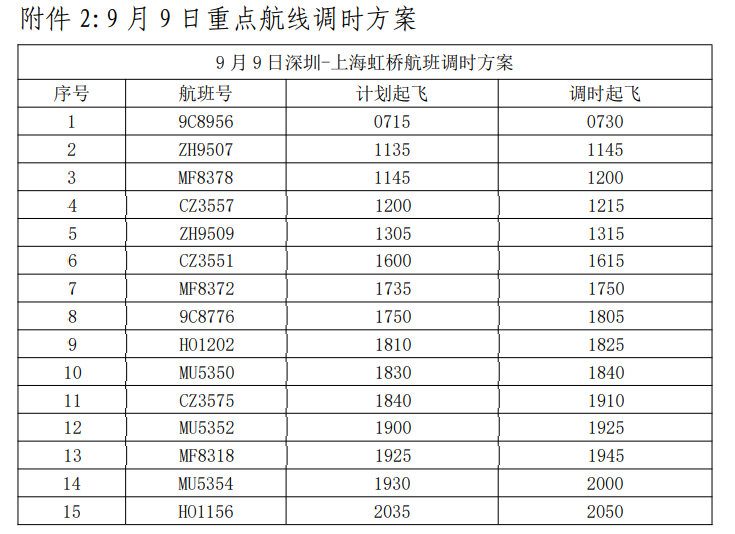 附件 2:9 月 9 日重点航线调时方案
9 月 9 日深圳-上海虹桥航班调时方案
序号 航班号 计划起飞 调时起飞
1 9C8956 0715 0730
2 ZH9507 1135 1145
3 MF8378 1145 1200
4 CZ3557 1200 1215
5 ZH9509 1305 1315
6 CZ3551 1600 1615
7 MF8372 1735 1750
8 9C8776 1750 1805
9 HO1202 1810 1825
10 MU5350 1830 1840
11 CZ3575 1840 1910
12 MU5352 1900 1925
13 MF8318 1925 1945
14 MU5354 1930 2000
15 HO1156 2035 2050